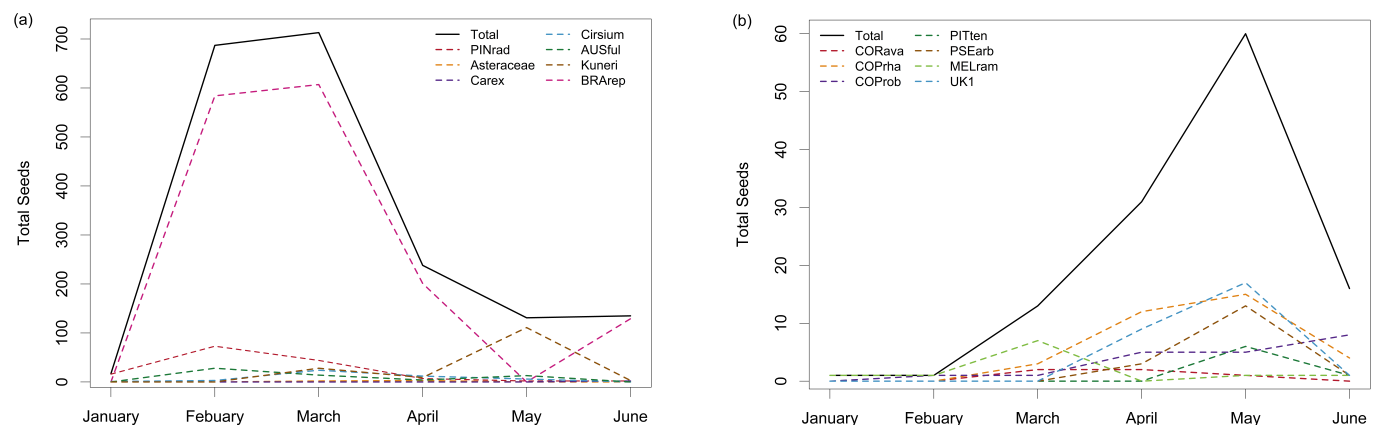 (a)
Total Seeds
700
600
500
400
300
200
100
0
Total
PINrad
Asteraceae
Carex
Cirsium
AUSful
Kuneri
BRArep
January
Febuary
March
April
May
June
(b)
Total Seeds
60
50
40
30
20
10
0
Total
CORava
COPrha
COProb
PITten
PSEarb
MELram
UK1
January
Febuary
March
April
May
June